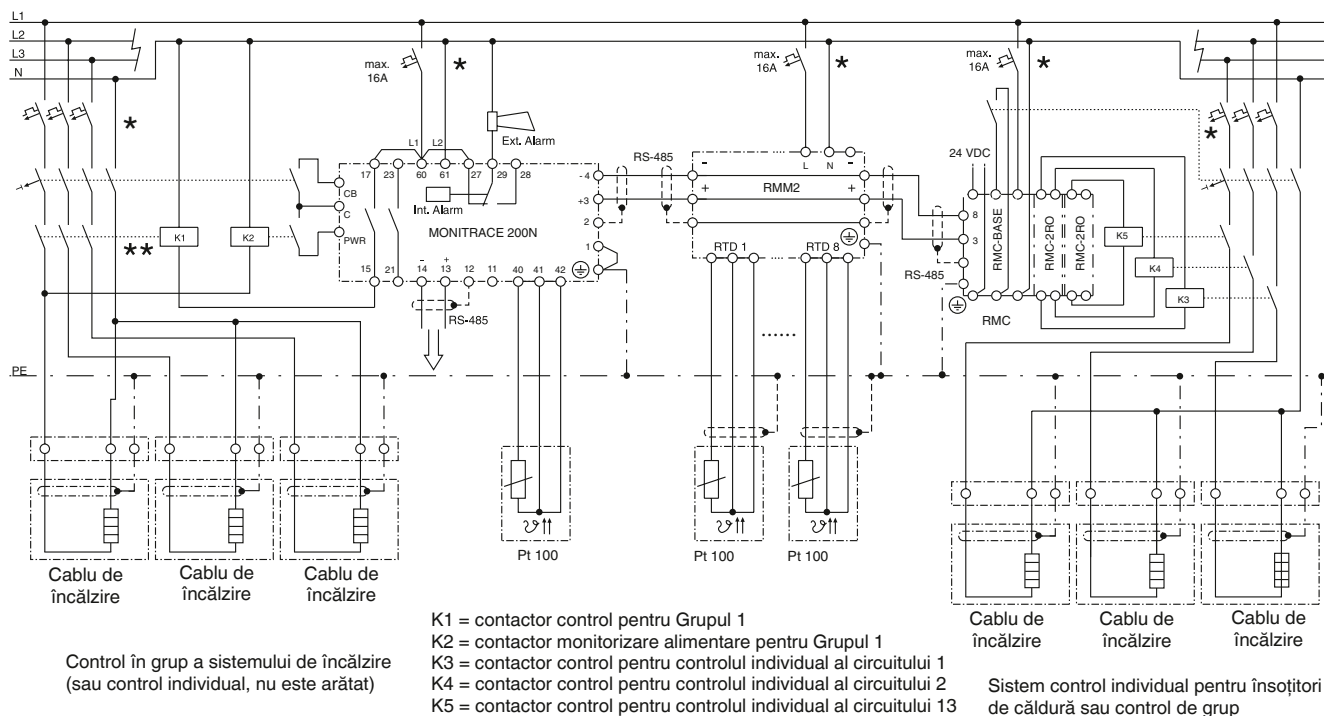 L1
L2
L3
N
max.
16A
*
Ext. Alarm
max.
16A
*
max.
16A
*
*
*
**
K1
K2
CB
C
PWR
L1
L2
17
23
60
61
27
29
28
Int. Alarm
MONITRACE 200N
15
21
14
-
13
+
12
11
40
41
42
- 4
+3
2
1
RS-485
RS-485
L
N
-
-
+
RMM2
+
RTD 1
RTD 8
24 VDC
8
3
RS-485
RMC-BASE
RMC-2RO
RMC-2RO
RMC
K5
K4
K3
PE
ϑ
Pt 100
ϑ
Pt 100
ϑ
Pt 100
Cablu de
încălzire
Cablu de
încălzire
Cablu de
încălzire
Cablu de
încălzire
Cablu de
încălzire
Cablu de
încălzire
Control în grup a sistemului de încălzire
(sau control individual, nu este arătat)
K1 = contactor control pentru Grupul 1
K2 = contactor monitorizare alimentare pentru Grupul 1
K3 = contactor control pentru controlul individual al circuitului 1
K4 = contactor control pentru controlul individual al circuitului 2
K5 = contactor control pentru controlul individual al circuitului 13
Sistem control individual pentru însoțitori
de căldură sau control de grup